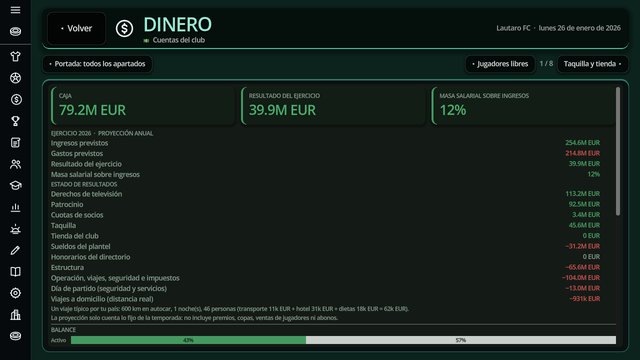 • Volver
DINERO
Cuentas del club
Lautaro FC · lunes 26 de enero de 2026
• Portada: todos los apartados
• Jugadores libres
1 / 8
Taquilla y tienda •
CAJA
79.2M EUR
RESULTADO DEL EJERCICIO
39.9M EUR
MASA SALARIAL SOBRE INGRESOS
12%
EJERCICIO 2026 · PROYECCIÓN ANUAL
Ingresos previstos 254.6M EUR
Gastos previstos 214.8M EUR
Resultado del ejercicio 39.9M EUR
Masa salarial sobre ingresos 12%
ESTADO DE RESULTADOS
Derechos de televisión 113.2M EUR
Patrocinio 92.5M EUR
Cuotas de socios 3.4M EUR
Taquilla 45.6M EUR
Tienda del club 0 EUR
Sueldos del plantel −31.2M EUR
Honorarios del directorio 0 EUR
Estructura −65.6M EUR
Operación, viajes, seguridad e impuestos −104.0M EUR
Día de partido (seguridad y servicios) −13.0M EUR
Viajes a domicilio (distancia real) −931k EUR
Un viaje típico por tu país: 600 km en autocar, 1 noche(s), 46 personas (transporte 11k EUR + hotel 31k EUR + dietas 18k EUR = 62k EUR).
La proyección solo cuenta lo fijo de la temporada: no incluye premios, copas, ventas de jugadores ni abonos.
BALANCE
Activo 43% 57%